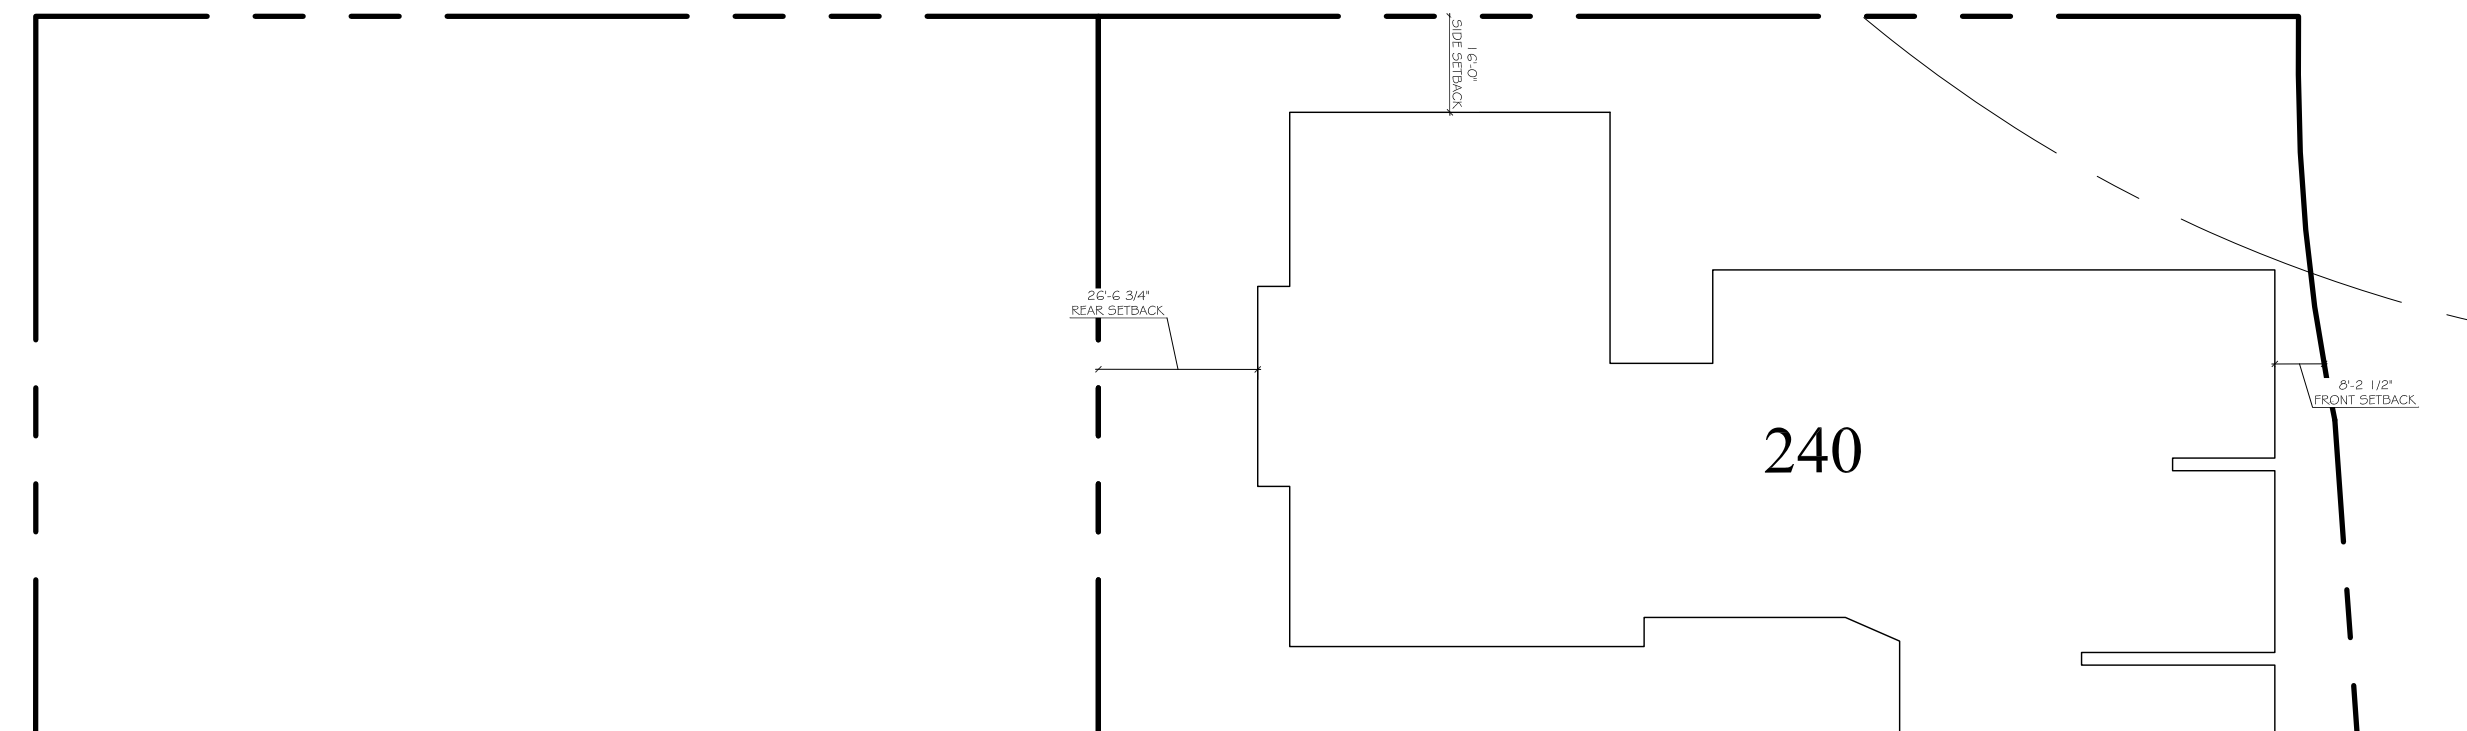 16'-0"
SIDE SETBACK
26'-6 3/4"
REAR SETBACK
8'-2 1/2"
FRONT SETBACK
240